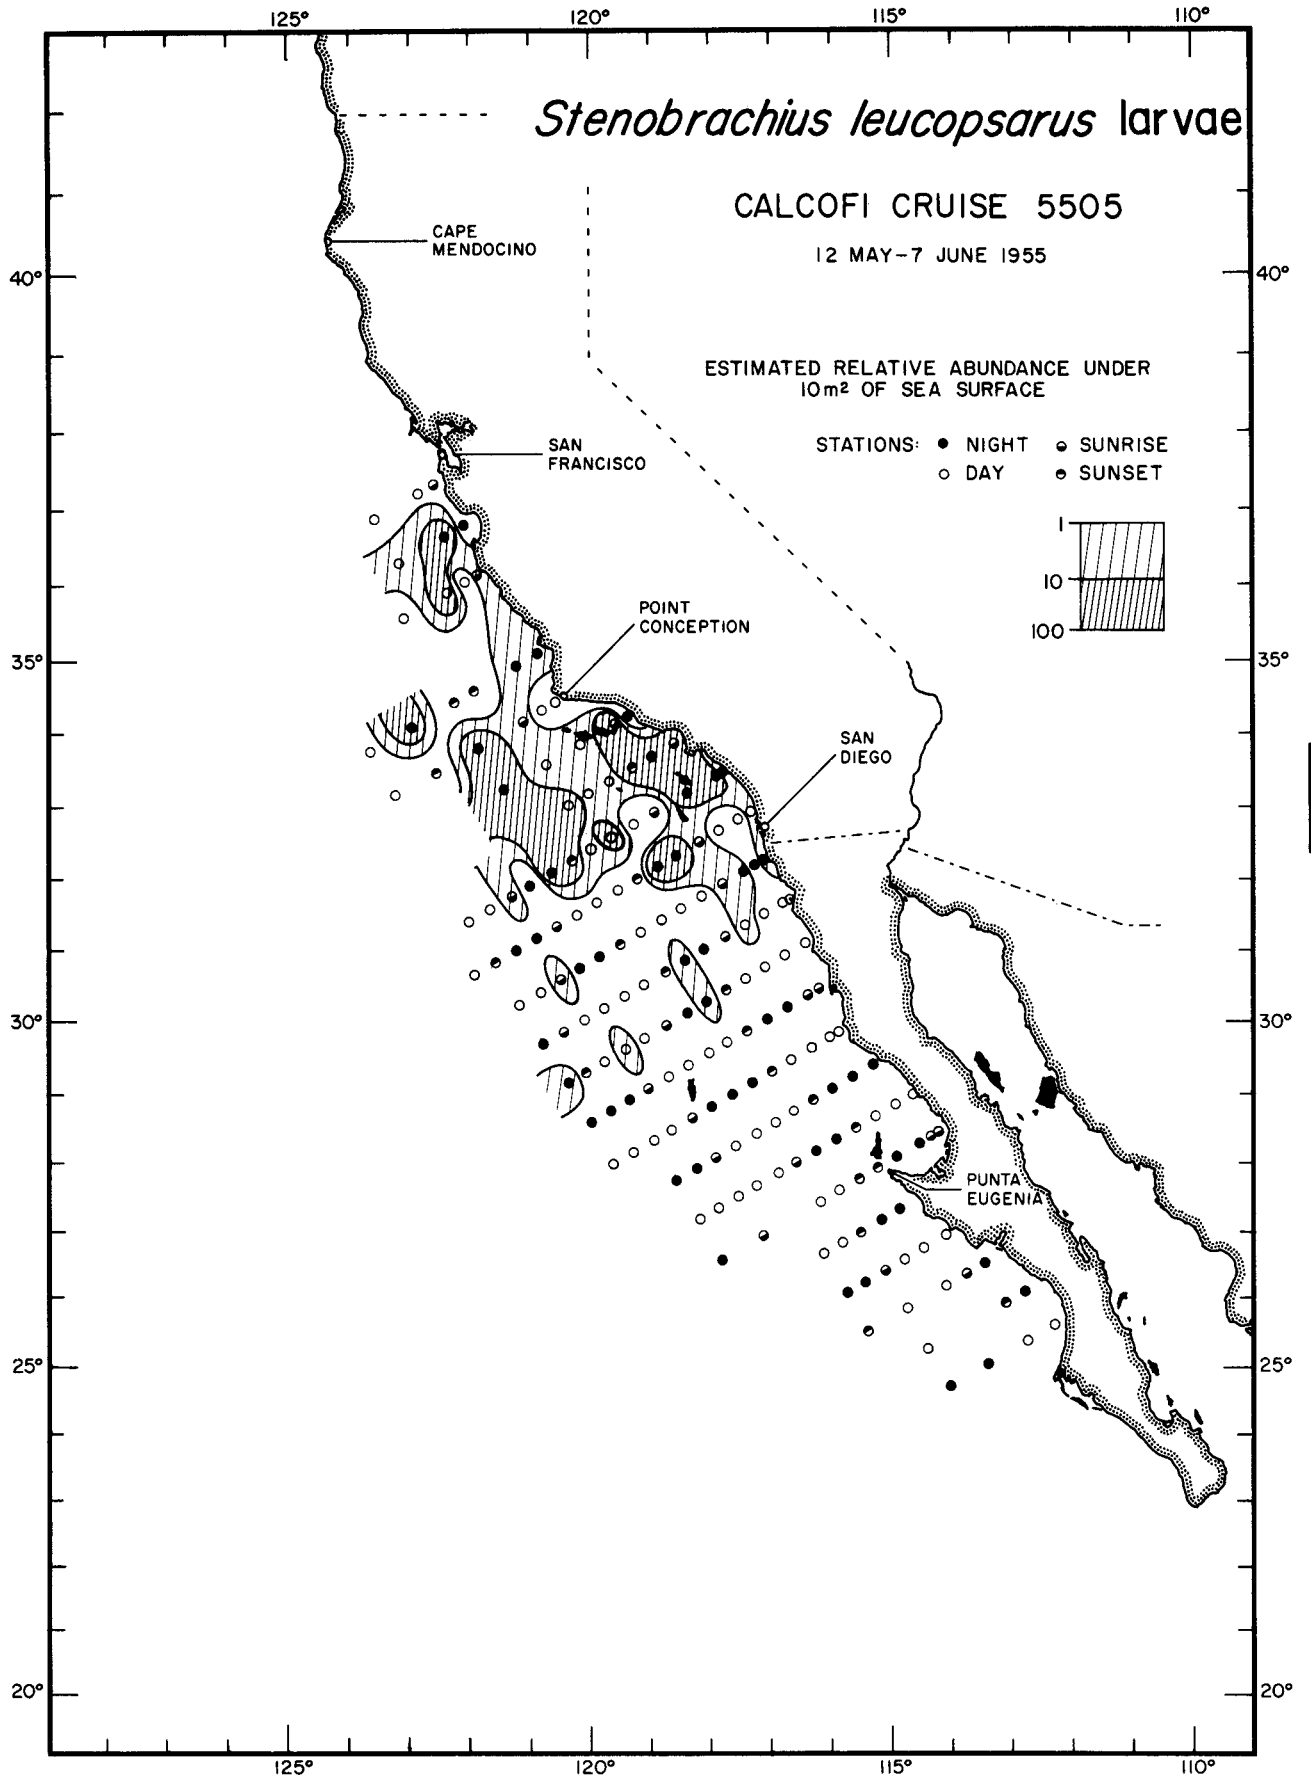 125° 120° 115° 110°
Stenobrachius leucopsarus larvae
CALCOFI CRUISE 5505
12 MAY-7 JUNE 1955
CAPE
MENDOCINO
40° 40°
ESTIMATED RELATIVE ABUNDANCE UNDER
10m² OF SEA SURFACE
STATIONS: ● NIGHT ◒ SUNRISE
○ DAY ◓ SUNSET
SAN
FRANCISCO
1
10
100
POINT
CONCEPTION
35° 35°
SAN
DIEGO
30° 30°
PUNTA
EUGENIA
25° 25°
20° 20°
125° 120° 115° 110°